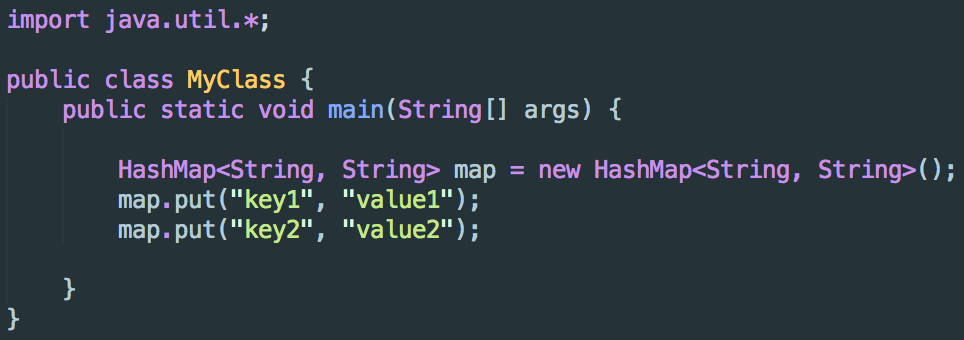 import java.util.*;
public class MyClass {
public static void main(String[] args) {
HashMap<String, String> map = new HashMap<String, String>();
map.put("key1", "value1");
map.put("key2", "value2");
}
}